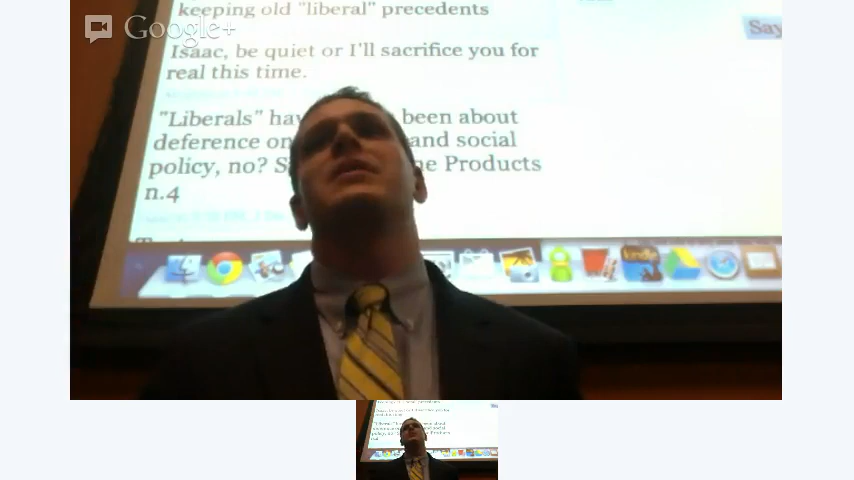 keeping old "liberal" precedents
Google+
Say
Isaac, be quiet or I'll sacrifice you for
real this time.
"Liberals" been about
deference on and social
policy, no? Products
n.4
kindle